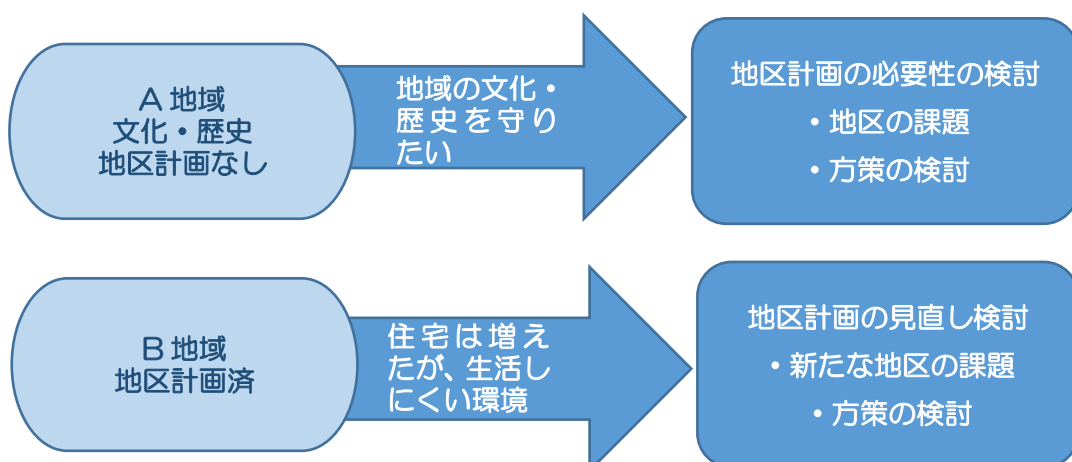 A 地域
文化・歴史
地区計画なし
地域の文化・
歴史を守り
たい
地区計画の必要性の検討
・地区の課題
・方策の検討
B 地域
地区計画済
住宅は増え
たが、生活し
にくい環境
地区計画の見直し検討
・新たな地区の課題
・方策の検討